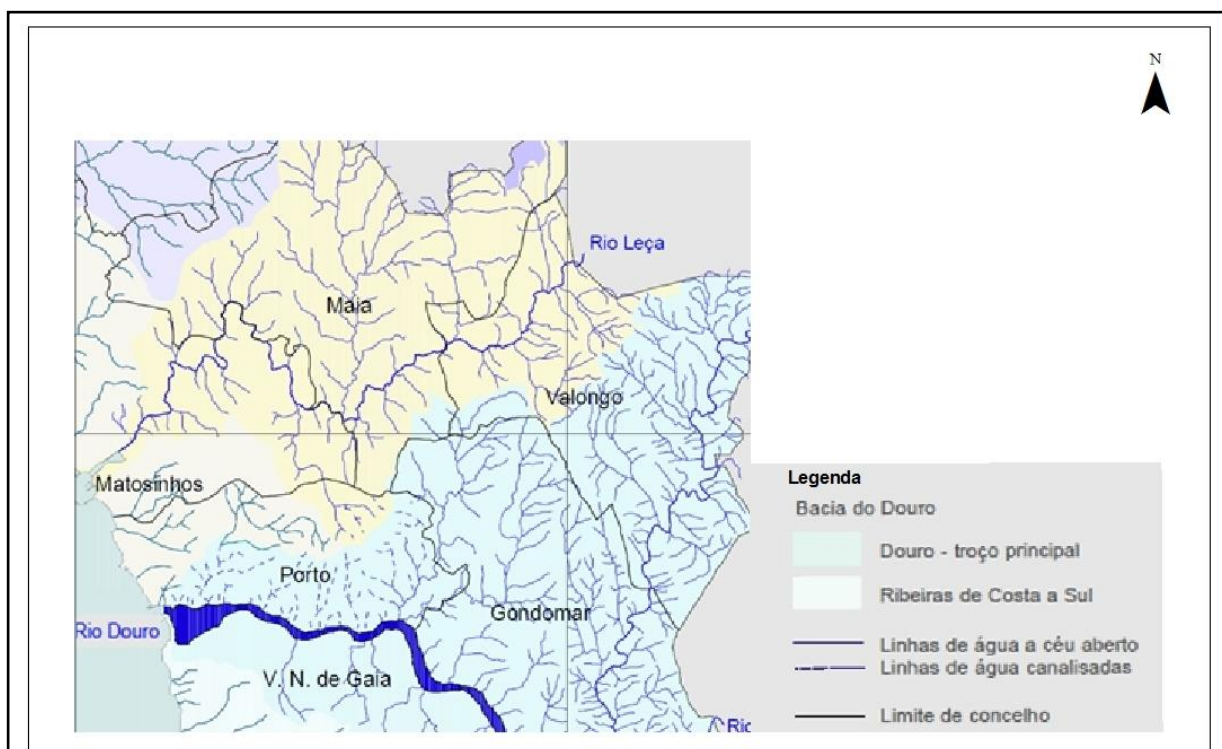 N
Rio Leça
Maia
Valongo
Matosinhos
Porto
Gondomar
Rio Douro
V. N. de Gaia
Legenda
Bacia do Douro
Douro - troço principal
Ribeiras de Costa a Sul
Linhas de água a céu aberto
Linhas de água canalisadas
Limite de concelho